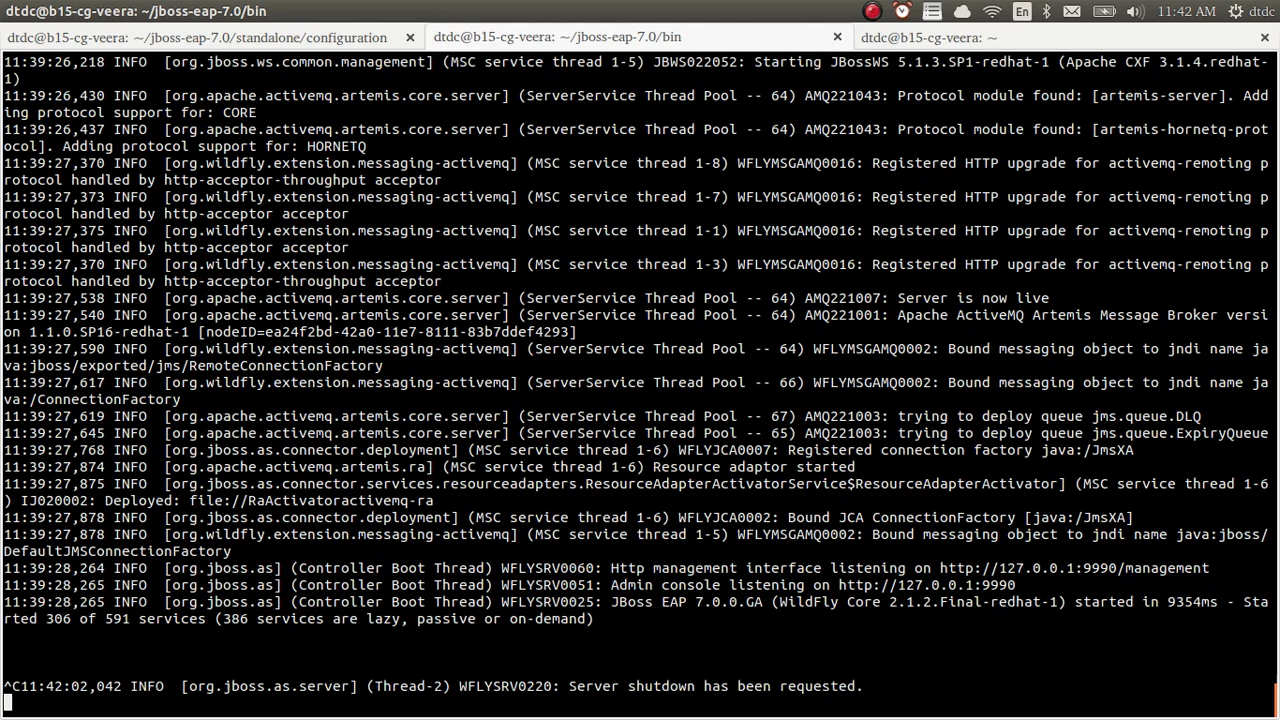 dtdc@b15-cg-veera: ~/jboss-eap-7.0/bin
En
11:42 AM
dtdc
dtdc@b15-cg-veera: ~/jboss-eap-7.0/standalone/configuration
dtdc@b15-cg-veera: ~/jboss-eap-7.0/bin
dtdc@b15-cg-veera: ~
11:39:26,218 INFO  [org.jboss.ws.common.management] (MSC service thread 1-5) JBWS022052: Starting JBossWS 5.1.3.SP1-redhat-1 (Apache CXF 3.1.4.redhat-
1)
11:39:26,430 INFO  [org.apache.activemq.artemis.core.server] (ServerService Thread Pool -- 64) AMQ221043: Protocol module found: [artemis-server]. Add
ing protocol support for: CORE
11:39:26,437 INFO  [org.apache.activemq.artemis.core.server] (ServerService Thread Pool -- 64) AMQ221043: Protocol module found: [artemis-hornetq-prot
ocol]. Adding protocol support for: HORNETQ
11:39:27,370 INFO  [org.wildfly.extension.messaging-activemq] (MSC service thread 1-8) WFLYMSGAMQ0016: Registered HTTP upgrade for activemq-remoting p
rotocol handled by http-acceptor-throughput acceptor
11:39:27,373 INFO  [org.wildfly.extension.messaging-activemq] (MSC service thread 1-7) WFLYMSGAMQ0016: Registered HTTP upgrade for activemq-remoting p
rotocol handled by http-acceptor acceptor
11:39:27,375 INFO  [org.wildfly.extension.messaging-activemq] (MSC service thread 1-1) WFLYMSGAMQ0016: Registered HTTP upgrade for activemq-remoting p
rotocol handled by http-acceptor acceptor
11:39:27,370 INFO  [org.wildfly.extension.messaging-activemq] (MSC service thread 1-3) WFLYMSGAMQ0016: Registered HTTP upgrade for activemq-remoting p
rotocol handled by http-acceptor-throughput acceptor
11:39:27,538 INFO  [org.apache.activemq.artemis.core.server] (ServerService Thread Pool -- 64) AMQ221007: Server is now live
11:39:27,540 INFO  [org.apache.activemq.artemis.core.server] (ServerService Thread Pool -- 64) AMQ221001: Apache ActiveMQ Artemis Message Broker versi
on 1.1.0.SP16-redhat-1 [nodeID=ea24f2bd-42a0-11e7-8111-83b7ddef4293]
11:39:27,590 INFO  [org.wildfly.extension.messaging-activemq] (ServerService Thread Pool -- 64) WFLYMSGAMQ0002: Bound messaging object to jndi name ja
va:jboss/exported/jms/RemoteConnectionFactory
11:39:27,617 INFO  [org.wildfly.extension.messaging-activemq] (ServerService Thread Pool -- 66) WFLYMSGAMQ0002: Bound messaging object to jndi name ja
va:/ConnectionFactory
11:39:27,619 INFO  [org.apache.activemq.artemis.core.server] (ServerService Thread Pool -- 67) AMQ221003: trying to deploy queue jms.queue.DLQ
11:39:27,645 INFO  [org.apache.activemq.artemis.core.server] (ServerService Thread Pool -- 65) AMQ221003: trying to deploy queue jms.queue.ExpiryQueue
11:39:27,768 INFO  [org.jboss.as.connector.deployment] (MSC service thread 1-6) WFLYJCA0007: Registered connection factory java:/JmsXA
11:39:27,874 INFO  [org.apache.activemq.artemis.ra] (MSC service thread 1-6) Resource adaptor started
11:39:27,875 INFO  [org.jboss.as.connector.services.resourceadapters.ResourceAdapterActivatorService$ResourceAdapterActivator] (MSC service thread 1-6
) IJ020002: Deployed: file://RaActivatoractivemq-ra
11:39:27,878 INFO  [org.jboss.as.connector.deployment] (MSC service thread 1-6) WFLYJCA0002: Bound JCA ConnectionFactory [java:/JmsXA]
11:39:27,878 INFO  [org.wildfly.extension.messaging-activemq] (MSC service thread 1-5) WFLYMSGAMQ0002: Bound messaging object to jndi name java:jboss/
DefaultJMSConnectionFactory
11:39:28,264 INFO  [org.jboss.as] (Controller Boot Thread) WFLYSRV0060: Http management interface listening on http://127.0.0.1:9990/management
11:39:28,265 INFO  [org.jboss.as] (Controller Boot Thread) WFLYSRV0051: Admin console listening on http://127.0.0.1:9990
11:39:28,265 INFO  [org.jboss.as] (Controller Boot Thread) WFLYSRV0025: JBoss EAP 7.0.0.GA (WildFly Core 2.1.2.Final-redhat-1) started in 9354ms - Sta
rted 306 of 591 services (386 services are lazy, passive or on-demand)
^C11:42:02,042 INFO  [org.jboss.as.server] (Thread-2) WFLYSRV0220: Server shutdown has been requested.